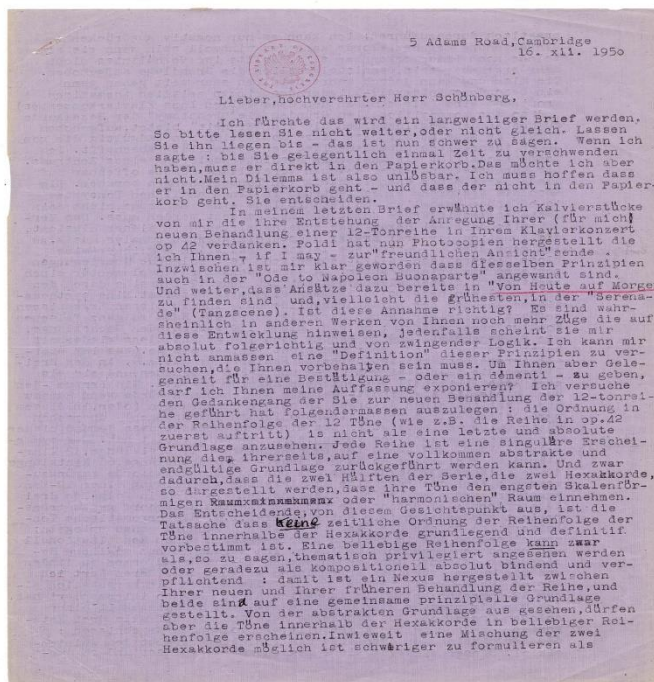 5 Adams Road,Cambridge
16. xii. 1950
Lieber,hochverehrter Herr Schönberg,
Ich fürchte das wird ein langweiliger Brief werden.
So bitte lesen Sie nicht weiter,oder nicht gleich. Lassen
Sie ihn liegen bis - das ist nun schwer zu sagen. Wenn ich
sagte : bis Sie gelegentlich einmal Zeit zu verschwenden
haben,muss er direkt in den Papierkorb.Das möchte ich aber
nicht.Mein Dilemma ist also unlösbar. Ich muss hoffen dass
er in den Papierkorb geht - und dass der nicht in den Papier-
korb geht. Sie entscheiden.
In meinem letzten Brief erwähnte ich Kalvierstücke
von mir die ihre Entstehung der Anregung Ihrer (für mich)
neuen Behandlung einer 12-Tonreihe in Ihrem Klavierkonzert
op 42 verdanken. Poldi hat nun Photocopien hergestellt die
ich Ihnen - if I may - zur"freundlichen Ansicht"sende .
Inzwischen ist mir klar geworden dass diesselben Prinzipien
auch in der "Ode to Napoleon Buonaparte" angewandt sind.
Und weiter,dass Ansätze dazu bereits in "Von Heute auf Morge
zu finden sind und,vielleicht die frühesten,in der "Serena-
de" (Tanzscene). Ist diese Annahme richtig? Es sind wahr-
sheinlich in anderen Werken von Ihnen noch mehr Züge die auf
diese Entwicklung hinweisen, jedenfalls scheint sie mir
absolut folgerichtig und von zwingender Logik. Ich kann mir
nicht anmassen eine "Definition" dieser Prinzipien zu ver-
suchen,die Ihnen vorbehalten sein muss. Um Ihnen aber Gele-
genheit für eine Bestätigung - oder ein démenti - zu geben,
darf ich Ihnen meine Auffassung exponieren? Ich versuche
den Gedankengang der Sie zur neuen Behandlung der 12-tonrei-
he geführt hat folgendermassen auszulegen : die Ordnung in
der Reihenfolge der 12 Töne (wie z.B. die Reihe in op.42
zuerst auftritt) is nicht als eine letzte und absolute
Grundlage anzusehen. Jede Reihe ist eine singuläre Erschei-
nung die, ihrerseits,auf eine vollkommen abstrakte und
endgültige Grundlage zurückgeführt werden kann. Und zwar
dadurch,dass die zwei Hälften der Serie,die zwei Hexakkorde,
so dargestellt werden,dass ihre Töne den engsten Skalenför-
migen oder "harmonischen" Raum einnehmen.
Das Entscheidende,von diesem Gesichtspunkt aus, ist die
Tatsache dass keine zeitliche Ordnung der Reihenfolge der
Töne innerhalbe der Hexakkorde grundlegend und definitif
vorbestimmt ist. Eine beliebige Reihenfolge kann zwar
als,so zu sagen,thematisch privilegiert angesehen werden
oder geradezu als kompositionell absolut bindend und ver-
pflichtend : damit ist ein Nexus hergestellt zwischen
Ihrer neuen und Ihrer früheren Behandlung der Reihe,und
beide sind auf eine gemeinsame prinzipielle Grundlage
gestellt. Von der abstrakten Grundlage aus gesehen,dürfen
aber die Töne innerhalb der Hexakkorde in beliebiger Rei-
henfolge erscheinen.Inwieweit eine Mischung der zwei
Hexakkorde möglich ist schwieriger zu formulieren als